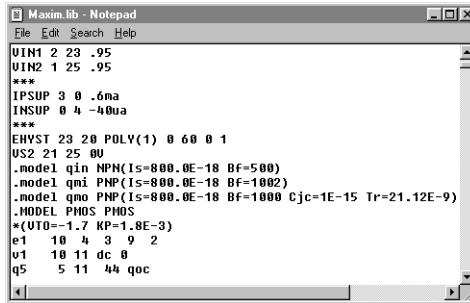 Maxim.lib - Notepad
File Edit Search Help
VIN1 2 23 .95
VIN2 1 25 .95
***
IPSUP 3 0 .6ma
INSUP 0 4 -40ua
***
EHYST 23 20 POLY(1) 0 60 0 1
VS2 21 25 0V
.model qin NPN(Is=800.0E-18 Bf=500)
.model qmi PNP(Is=800.0E-18 Bf=1002)
.model qmo PNP(Is=800.0E-18 Bf=1000 Cjc=1E-15 Tr=21.12E-9)
.MODEL PMOS PMOS
*(VTO=-1.7 KP=1.8E-3)
e1 10 4 3 9 2
v1 10 11 dc 0
q5 5 11 44 qoc